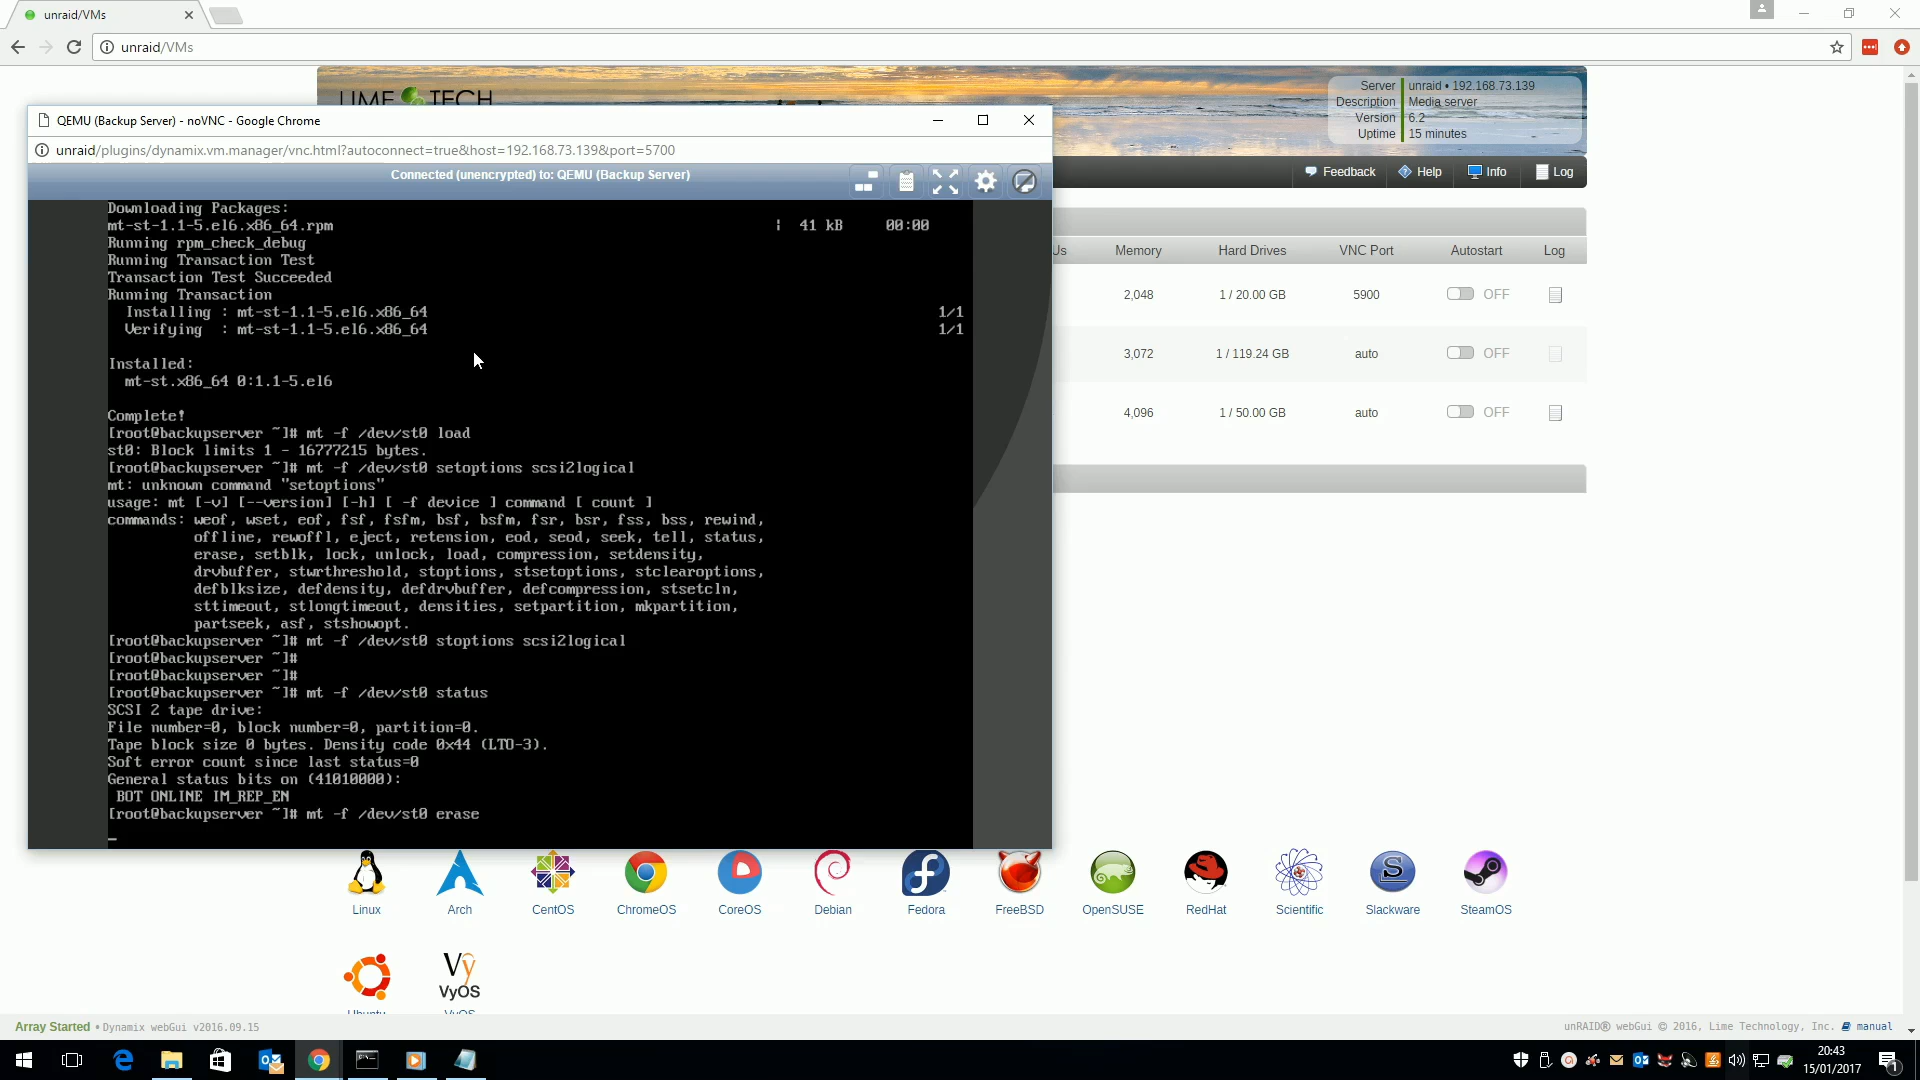 unraid/VMs
unraid/VMs
LIME TECH
Server unraid • 192.168.73.139
Description Media server
Version 6.2
Uptime 15 minutes
Feedback Help Info Log
QEMU (Backup Server) - noVNC - Google Chrome
unraid/plugins/dynamix.vm.manager/vnc.html?autoconnect=true&host=192.168.73.139&port=5700
Connected (unencrypted) to: QEMU (Backup Server)
Us Memory Hard Drives VNC Port Autostart Log
2,048 1 / 20.00 GB 5900 OFF
3,072 1 / 119.24 GB auto OFF
4,096 1 / 50.00 GB auto OFF
Downloading Packages:
mt-st-1.1-5.el6.x86_64.rpm | 41 kB 00:00
Running rpm_check_debug
Running Transaction Test
Transaction Test Succeeded
Running Transaction
Installing : mt-st-1.1-5.el6.x86_64 1/1
Verifying : mt-st-1.1-5.el6.x86_64 1/1
Installed:
mt-st.x86_64 0:1.1-5.el6
Complete!
[root@backupserver ~]# mt -f /dev/st0 load
st0: Block limits 1 - 16777215 bytes.
[root@backupserver ~]# mt -f /dev/st0 setoptions scsi2logical
mt: unknown command "setoptions"
usage: mt [-v] [--version] [-h] [ -f device ] command [ count ]
commands: weof, wset, eof, fsf, fsfm, bsf, bsfm, fsr, bsr, fss, bss, rewind,
offline, rewoffl, eject, retension, eod, seod, seek, tell, status,
erase, setblk, lock, unlock, load, compression, setdensity,
drvbuffer, stwrthreshold, stoptions, stsetoptions, stclearoptions,
defblksize, defdensity, defdrvbuffer, defcompression, stsetcln,
sttimeout, stlongtimeout, densities, setpartition, mkpartition,
partseek, asf, stshowopt.
[root@backupserver ~]# mt -f /dev/st0 stoptions scsi2logical
[root@backupserver ~]#
[root@backupserver ~]#
[root@backupserver ~]# mt -f /dev/st0 status
SCSI 2 tape drive:
File number=0, block number=0, partition=0.
Tape block size 0 bytes. Density code 0x44 (LTO-3).
Soft error count since last status=0
General status bits on (41010000):
BOT ONLINE IM_REP_EN
[root@backupserver ~]# mt -f /dev/st0 erase
Linux Arch CentOS ChromeOS CoreOS Debian Fedora FreeBSD OpenSUSE RedHat Scientific Slackware SteamOS
Vy
VyOS
Ubuntu VyOS
Array Started • Dynamix webGui v2016.09.15
unRAID® webGui © 2016, Lime Technology, Inc. manual
20:43
15/01/2017
1